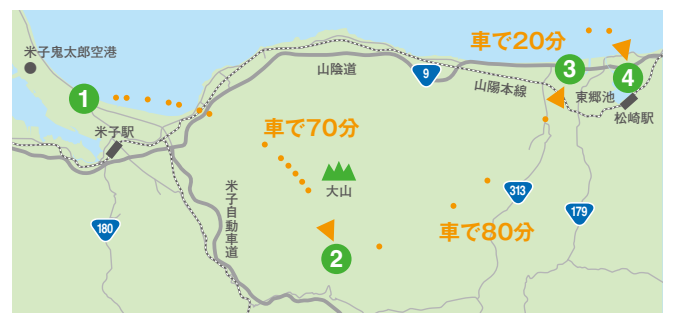 米子鬼太郎空港
1
米子駅
180
車で70分
山陰道
9
山陽本線
車で20分
3
4
東郷池
松崎駅
大山
米子自動車道
2
車で80分
313
179